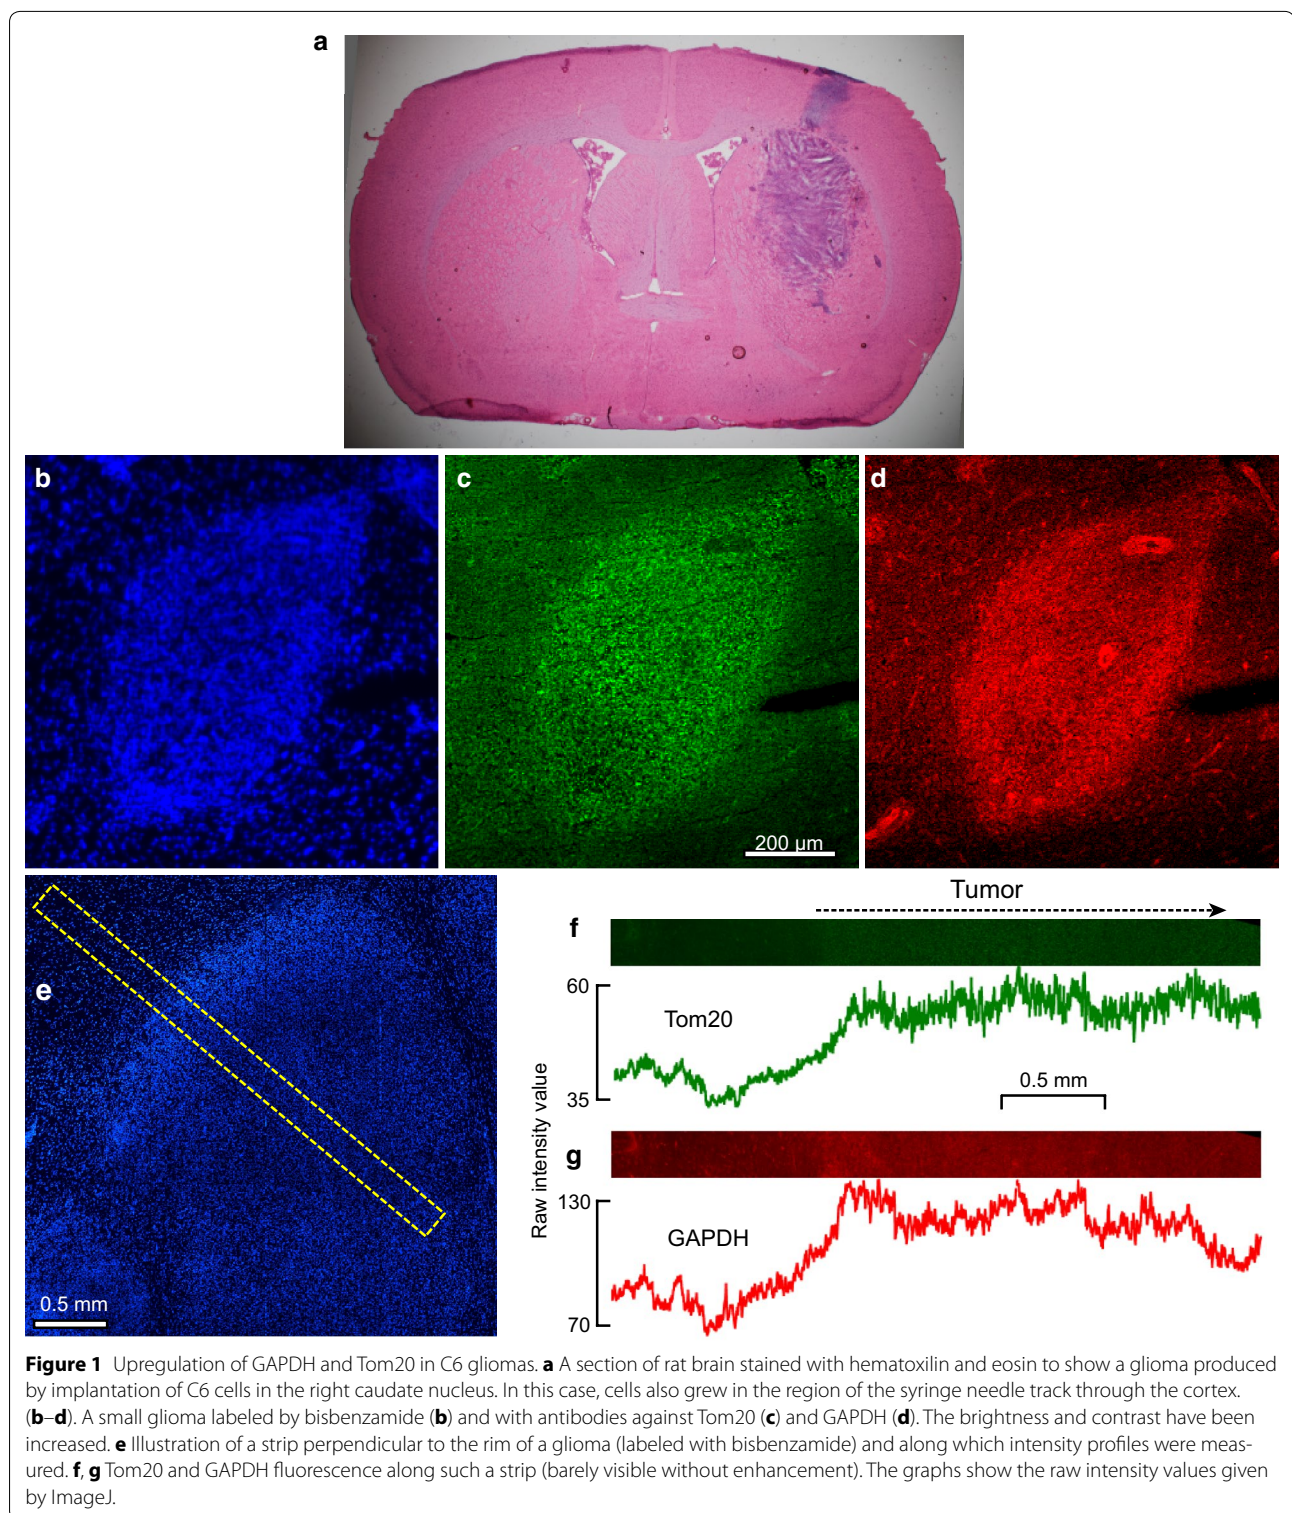 a
b
c
d
200 µm
e
0.5 mm
Tumor
f
60
Tom20
35
0.5 mm
Raw intensity value
g
130
GAPDH
70
Figure 1 Upregulation of GAPDH and Tom20 in C6 gliomas. a A section of rat brain stained with hematoxilin and eosin to show a glioma produced
by implantation of C6 cells in the right caudate nucleus. In this case, cells also grew in the region of the syringe needle track through the cortex.
(b–d). A small glioma labeled by bisbenzamide (b) and with antibodies against Tom20 (c) and GAPDH (d). The brightness and contrast have been
increased. e Illustration of a strip perpendicular to the rim of a glioma (labeled with bisbenzamide) and along which intensity profiles were meas-
ured. f, g Tom20 and GAPDH fluorescence along such a strip (barely visible without enhancement). The graphs show the raw intensity values given
by ImageJ.